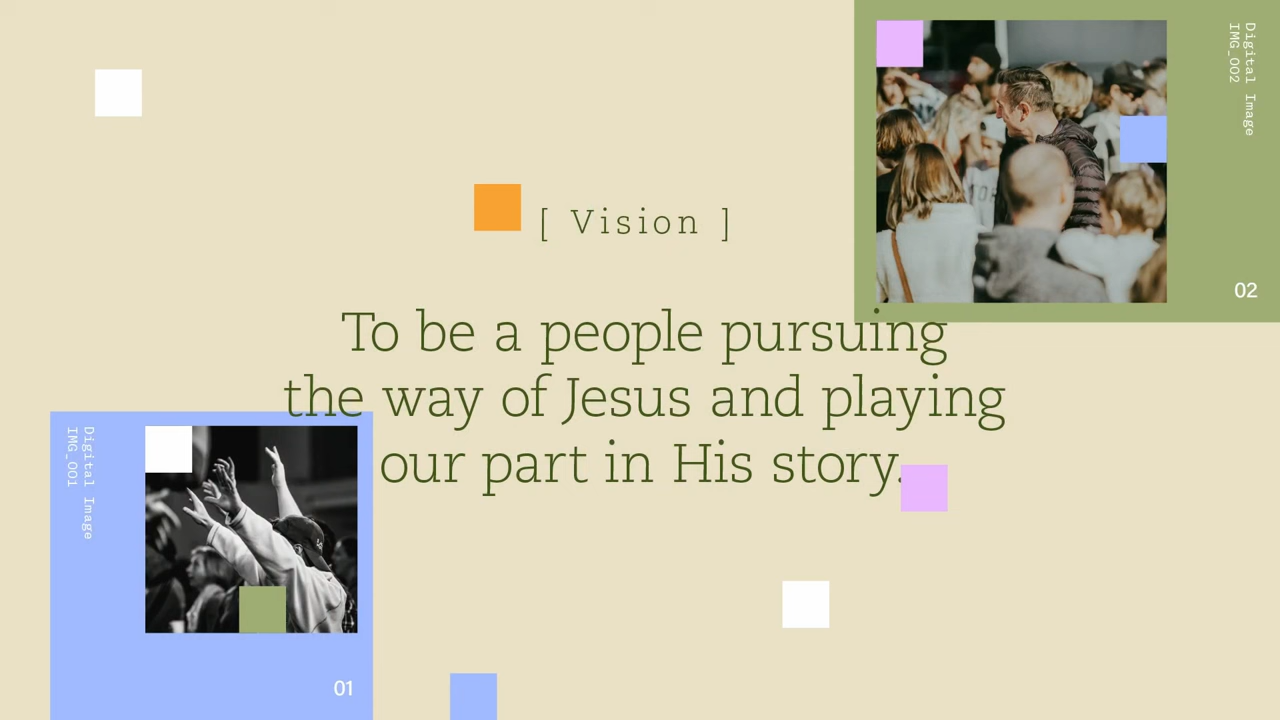 [ Vision ]
To be a people pursuing
the way of Jesus and playing
our part in His story.
Digital Image
IMG_002
02
Digital Image
IMG_001
01